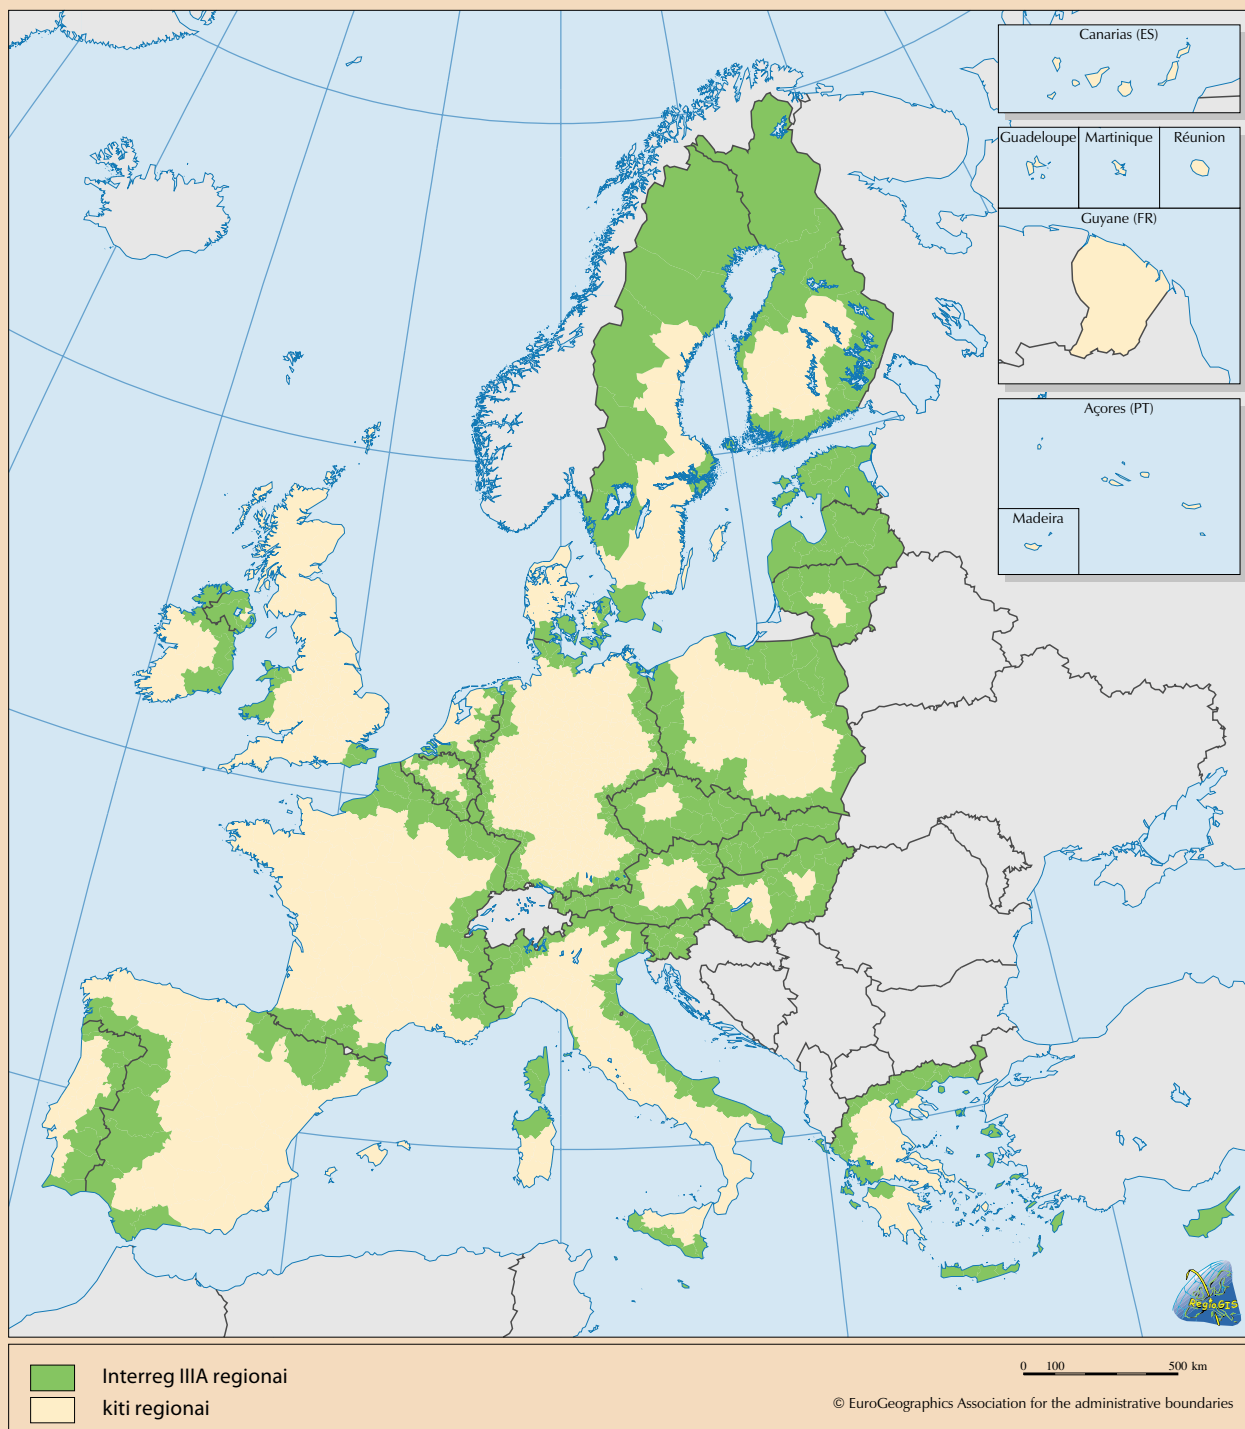 Canarias (ES)
Guadeloupe Martinique Réunion
Guyane (FR)
Açores (PT)
Madeira
RegioGIS
Interreg IIIA regionai
kiti regionai
0 100 500 km
© EuroGeographics Association for the administrative boundaries